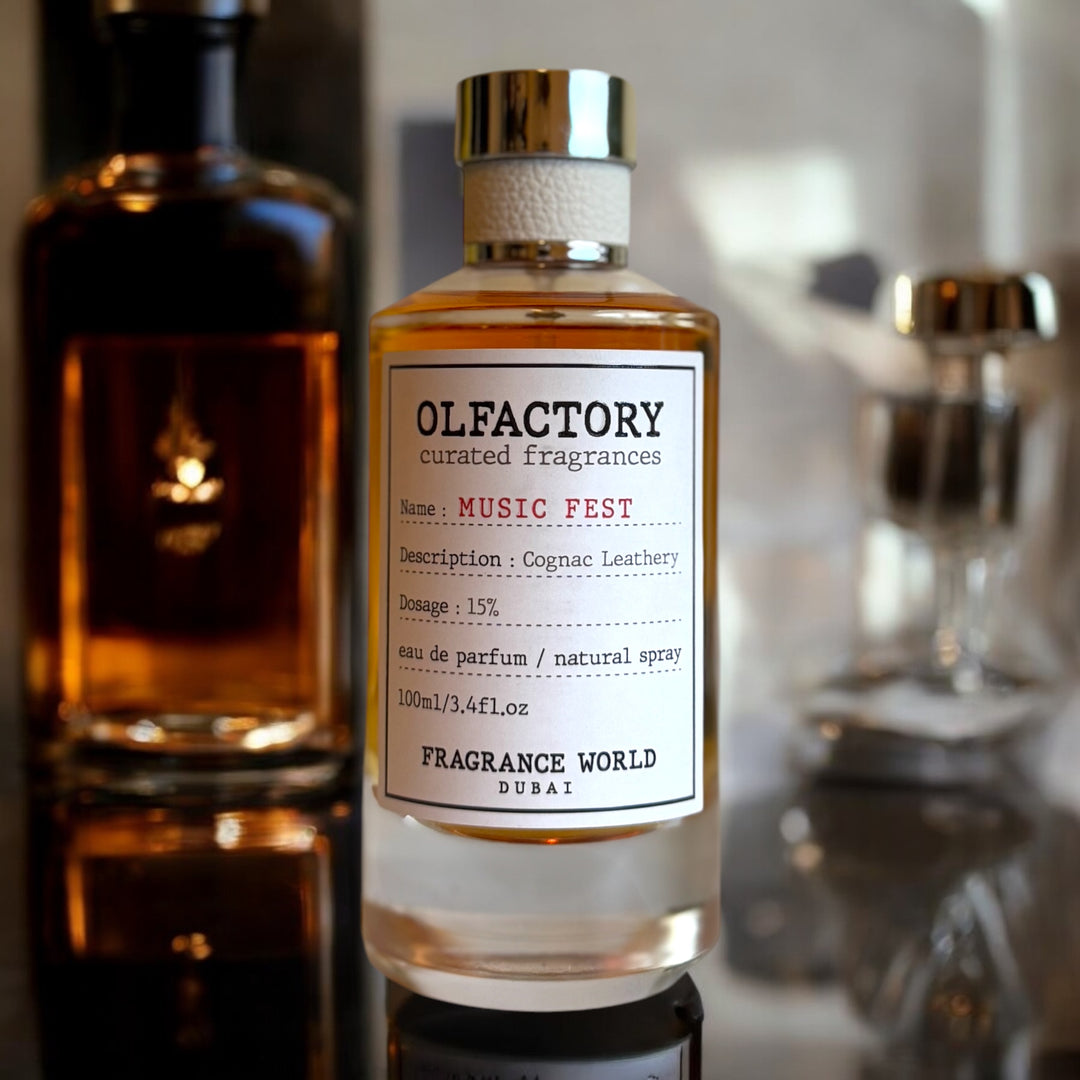 OLFACTORY
curated fragrances
Name : MUSIC FEST
Description : Cognac Leathery
Dosage : 15%
eau de parfum / natural spray
100ml/3.4fl.oz
FRAGRANCE WORLD
DUBAI